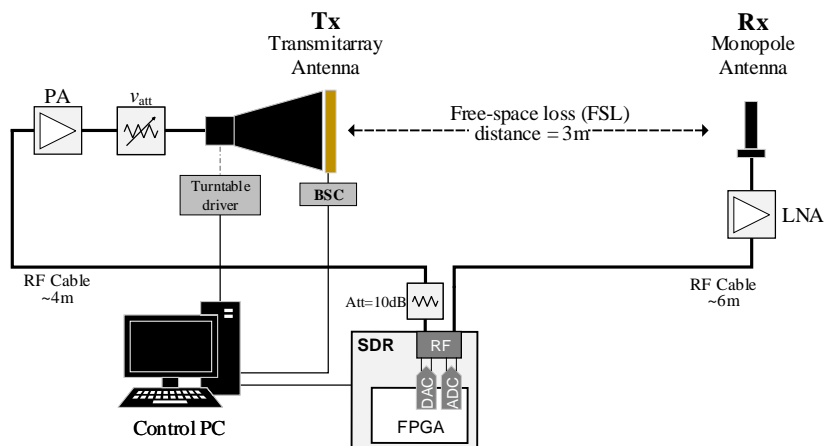 Tx
Transmitarray
Antenna
Rx
Monopole
Antenna
PA
v_att
Free-space loss (FSL)
distance = 3m
Turntable
driver
BSC
LNA
RF Cable
~4m
Att=10dB
RF Cable
~6m
SDR
RF
DAC
ADC
FPGA
Control PC